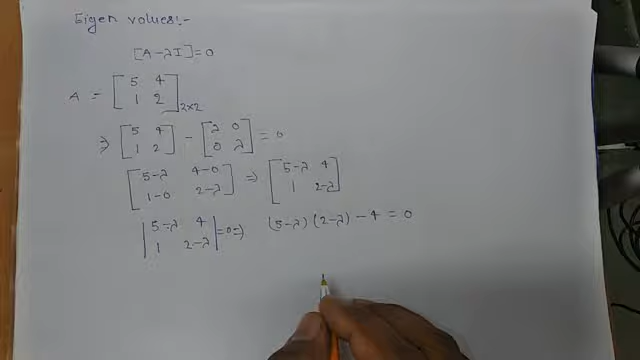 Eigen values:-
[A-λI]=0
A = [5 4 1 2]2×2
⇒ [5 4 1 2] - [λ 0 0 λ] = 0
[5-λ 4-0 1-0 2-λ] ⇒ [5-λ 4 1 2-λ]
|5-λ 4 1 2-λ|=0⇒ (5-λ)(2-λ)-4=0